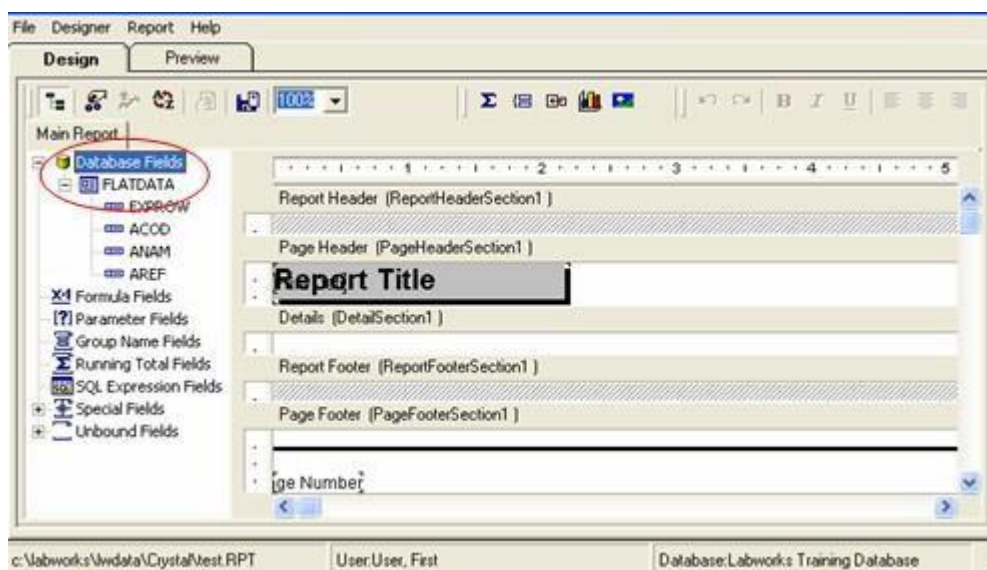 File Designer Report Help
Design Preview
100%
B I U
Main Report
Database Fields
FLATDATA
EXPROW
ACOD
ANAM
AREF
Formula Fields
Parameter Fields
Group Name Fields
Running Total Fields
SQL Expression Fields
Special Fields
Unbound Fields
1 2 3 4 5
Report Header (ReportHeaderSection1 )
Page Header (PageHeaderSection1 )
Report Title
Details (DetailSection1 )
Report Footer (ReportFooterSection1 )
Page Footer (PageFooterSection1 )
ge Number
c:\labworks\lwdata\Crystal\test.RPT User:User, First Database:Labworks Training Database